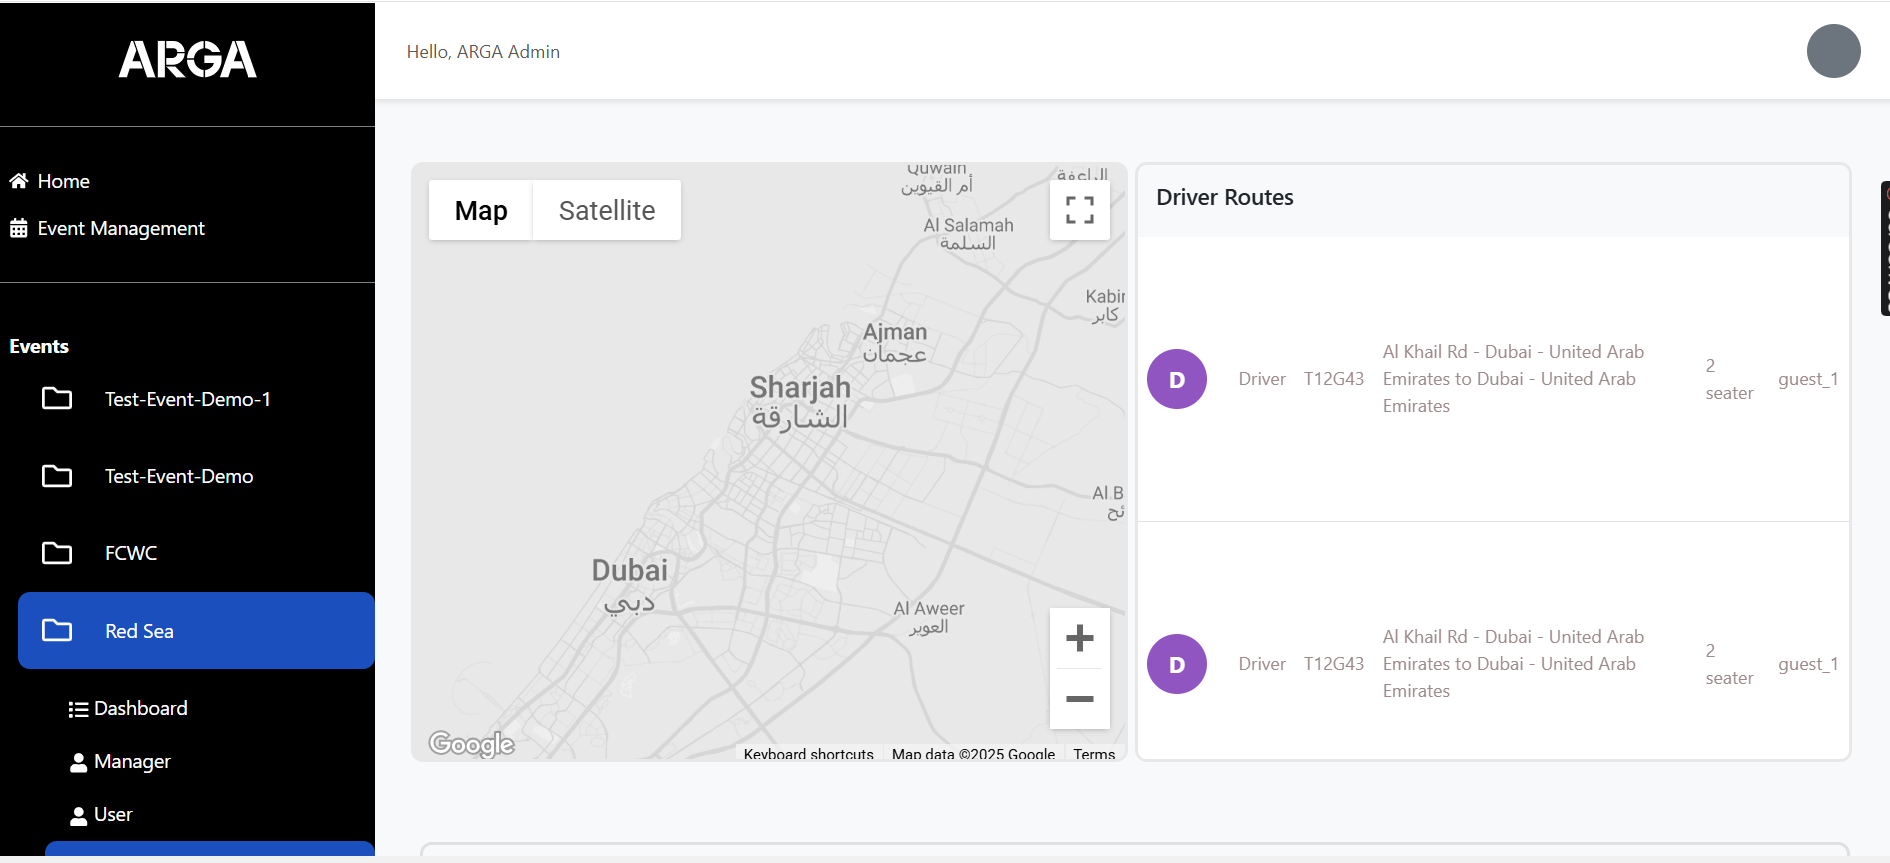 ARGA
Hello, ARGA Admin
Home
Event Management
Events
Test-Event-Demo-1
Test-Event-Demo
FCWC
Red Sea
Dashboard
Manager
User
Map
Satellite
Quwain
أم القيوين
الراعفة
Al Salamah
السلمة
Kabir
كابر
Ajman
عجمان
Sharjah
الشارقة
Al B
Dubai
دبي
Al Aweer
العوير
Google
Keyboard shortcuts
Map data ©2025 Google
Terms
Driver Routes
D
Driver
T12G43
Al Khail Rd - Dubai - United Arab
Emirates to Dubai - United Arab
Emirates
2
seater
guest_1
D
Driver
T12G43
Al Khail Rd - Dubai - United Arab
Emirates to Dubai - United Arab
Emirates
2
seater
guest_1